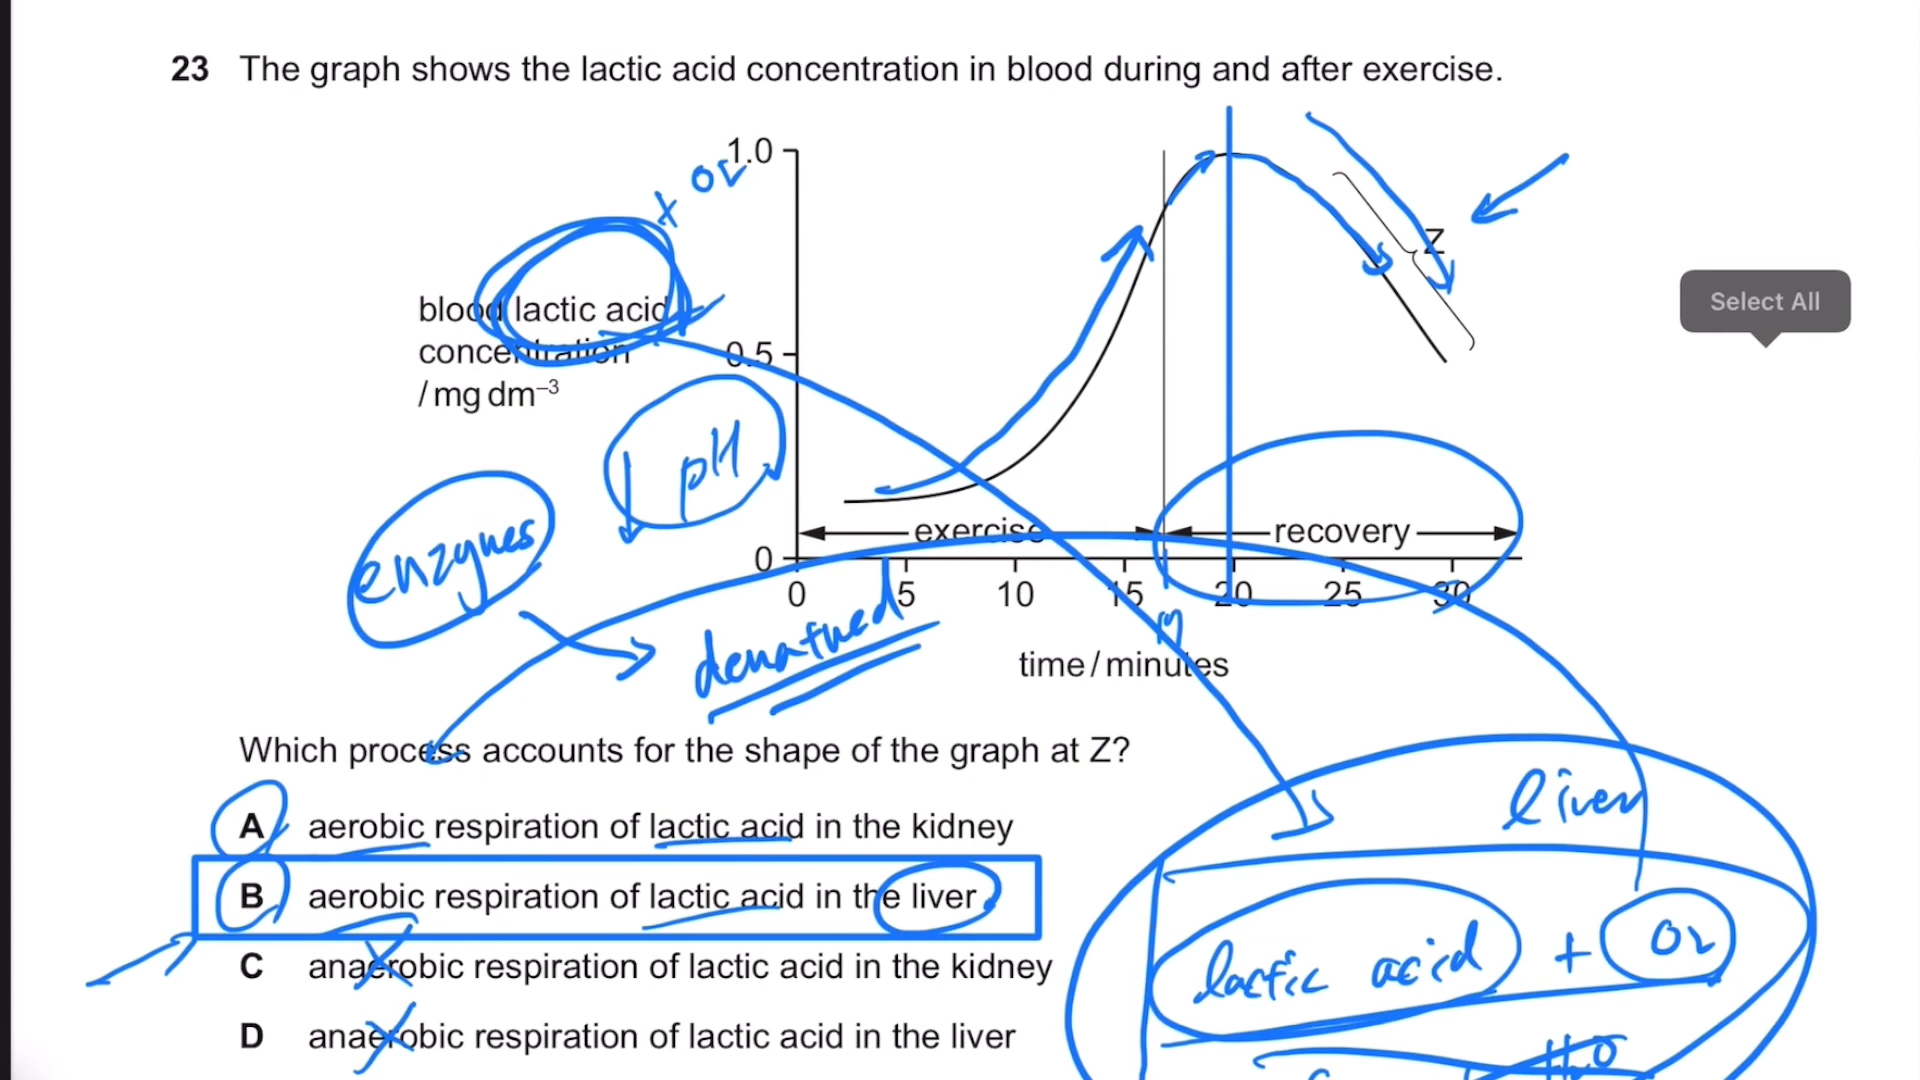 23 The graph shows the lactic acid concentration in blood during and after exercise.
1.0
x O2
blood lactic acid
concentration
/ mg dm–3
0.5
↓ pH
enzymes
exercise
recovery
Z
Select All
0
0 5 10 15 20 25 30
denatured
17
time / minutes
Which process accounts for the shape of the graph at Z?
A aerobic respiration of lactic acid in the kidney
B aerobic respiration of lactic acid in the liver
C anaerobic respiration of lactic acid in the kidney
D anaerobic respiration of lactic acid in the liver
liver
lactic acid + O2
H2O